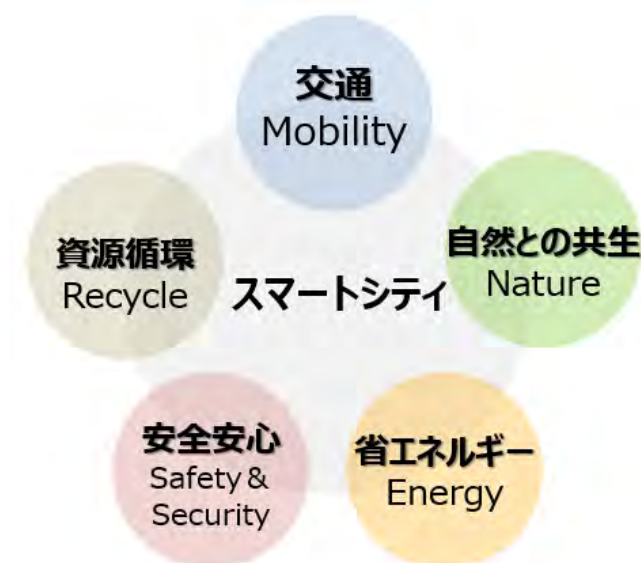 交通
Mobility
資源循環
Recycle
スマートシティ
自然との共生
Nature
安全安心
Safety &
Security
省エネルギー
Energy